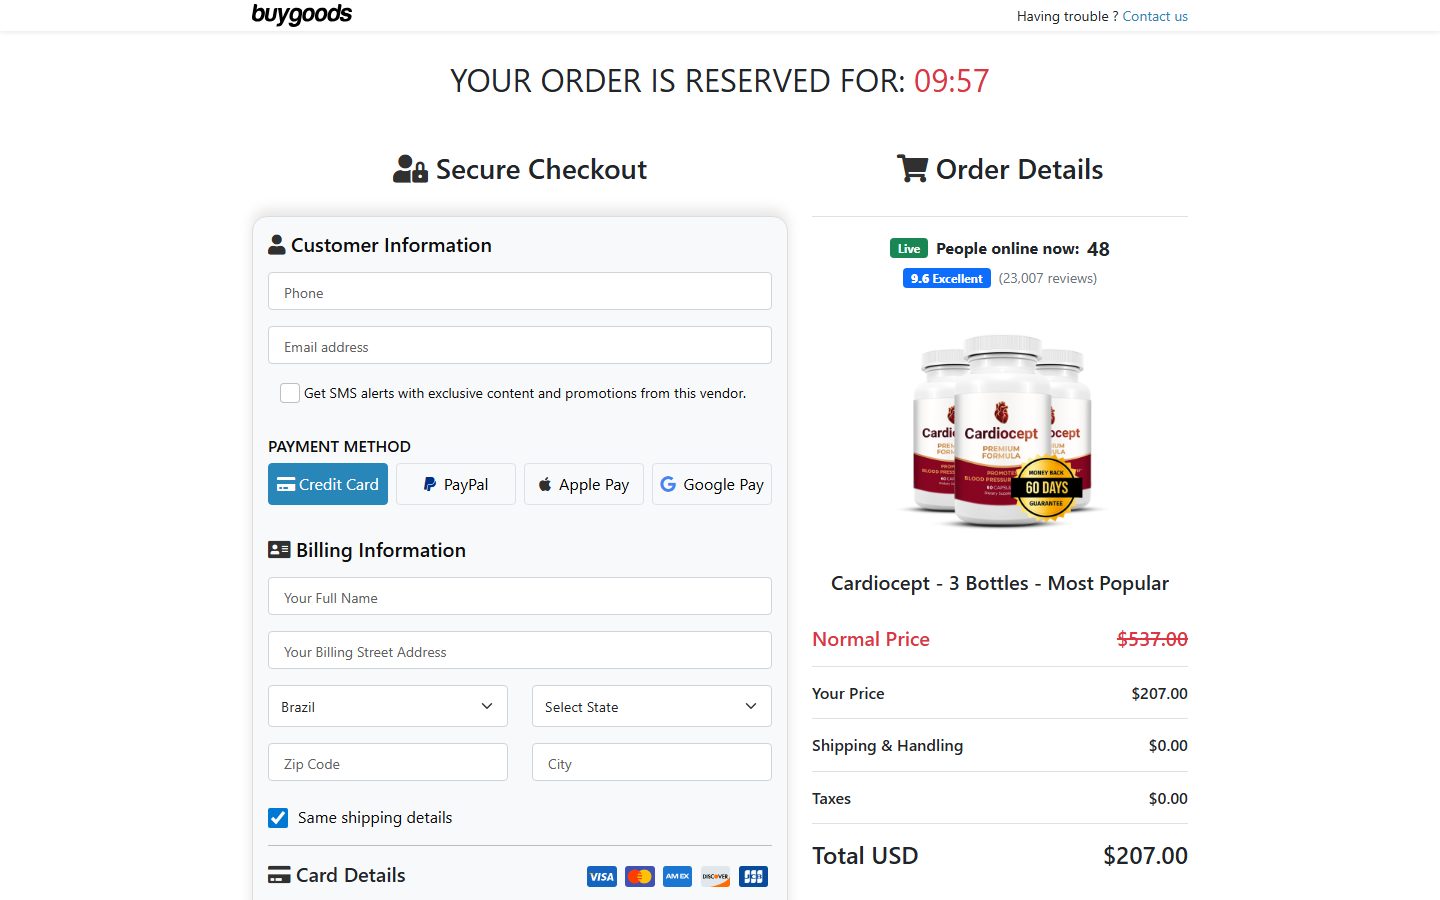 buygoods
Having trouble ? Contact us
YOUR ORDER IS RESERVED FOR: 09:57
Secure Checkout
Order Details
Customer Information
Phone
Email address
Get SMS alerts with exclusive content and promotions from this vendor.
PAYMENT METHOD
Credit Card
PayPal
Apple Pay
Google Pay
Billing Information
Your Full Name
Your Billing Street Address
Brazil
Select State
Zip Code
City
Same shipping details
Card Details
VISA
AMEX
DISCOVER
JCB
Live People online now: 48
9.6 Excellent (23,007 reviews)
Cardiocept
PREMIUM
FORMULA
MONEY BACK
60 DAYS
GUARANTEE
Cardiocept - 3 Bottles - Most Popular
Normal Price $537.00
Your Price $207.00
Shipping & Handling $0.00
Taxes $0.00
Total USD $207.00